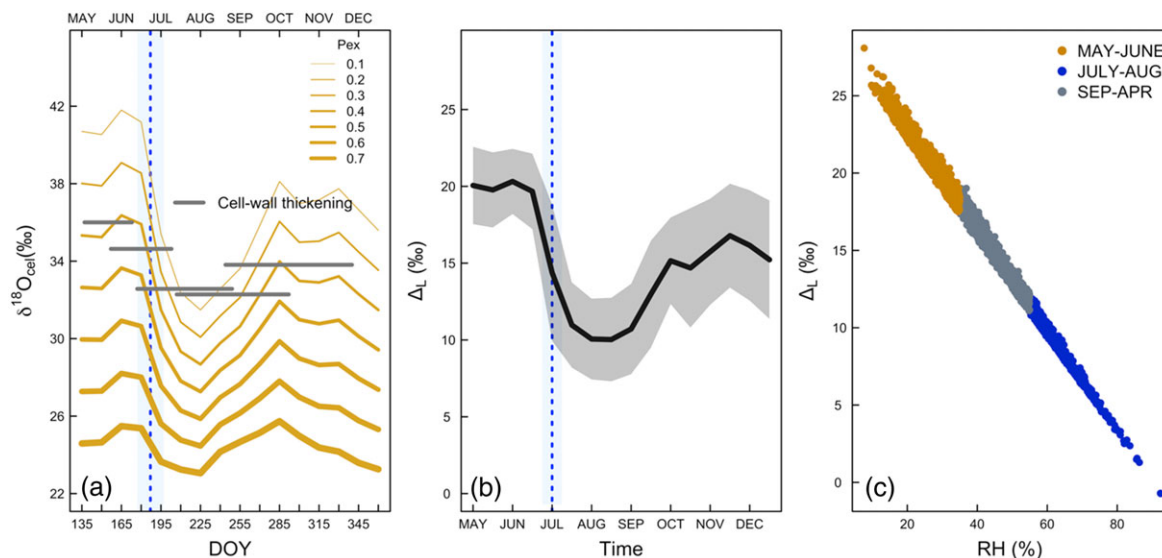 MAY JUN JUL AUG SEP OCT NOV DEC
Pex
0.1
0.2
0.3
0.4
0.5
0.6
0.7
Cell-wall thickening
42
38
34
30
26
22
δ18Ocel(‰)
(a)
135 165 195 225 255 285 315 345
DOY
25
20
15
10
5
0
ΔL (‰)
(b)
MAY JUN JUL AUG SEP OCT NOV DEC
Time
MAY-JUNE
JULY-AUG
SEP-APR
25
20
15
10
5
0
ΔL (‰)
(c)
20 40 60 80
RH (%)